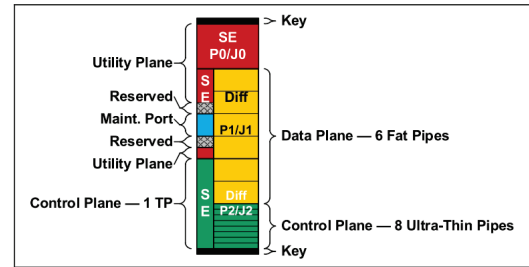 Key
SE
P0/J0
Utility Plane
S
E
Diff
Reserved
Maint. Port
P1/J1
Data Plane — 6 Fat Pipes
Reserved
Utility Plane
S
E
Diff
Control Plane — 1 TP
P2/J2
Control Plane — 8 Ultra-Thin Pipes
Key